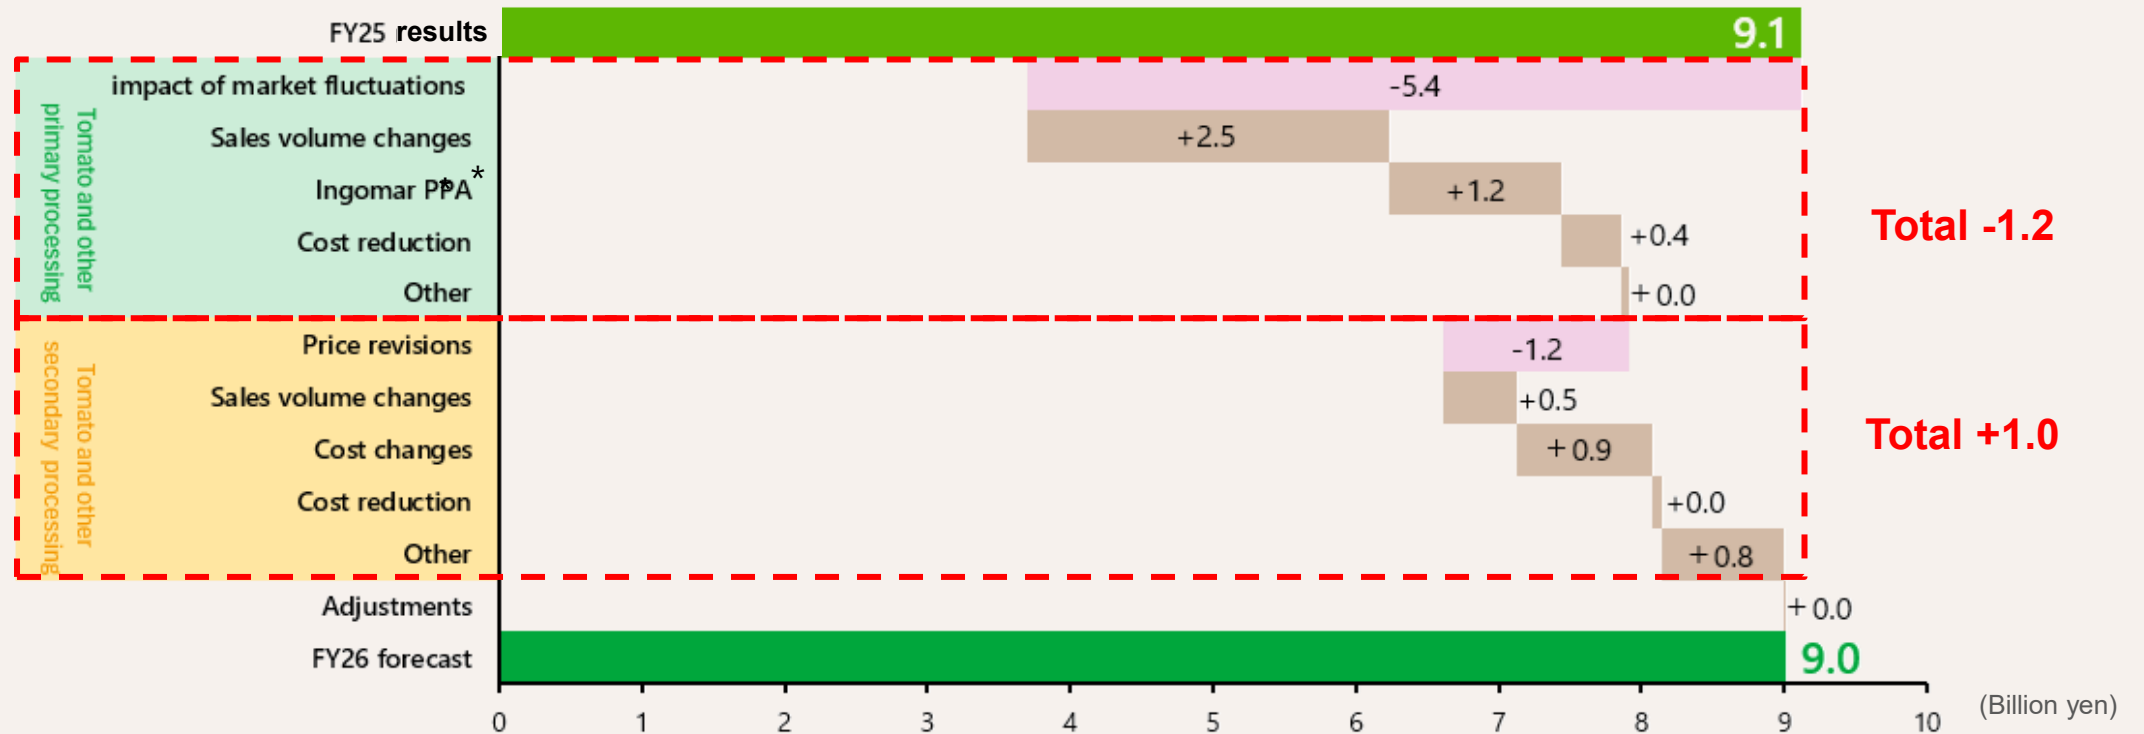 FY25 results
9.1
Tomato and other
primary processing
impact of market fluctuations
-5.4
Sales volume changes
+2.5
Ingomar PPA*
+1.2
Cost reduction
+0.4
Other
+0.0
Total -1.2
Tomato and other
secondary processing
Price revisions
-1.2
Sales volume changes
+0.5
Cost changes
+0.9
Cost reduction
+0.0
Other
+0.8
Total +1.0
Adjustments
+0.0
FY26 forecast
9.0
0 1 2 3 4 5 6 7 8 9 10
(Billion yen)